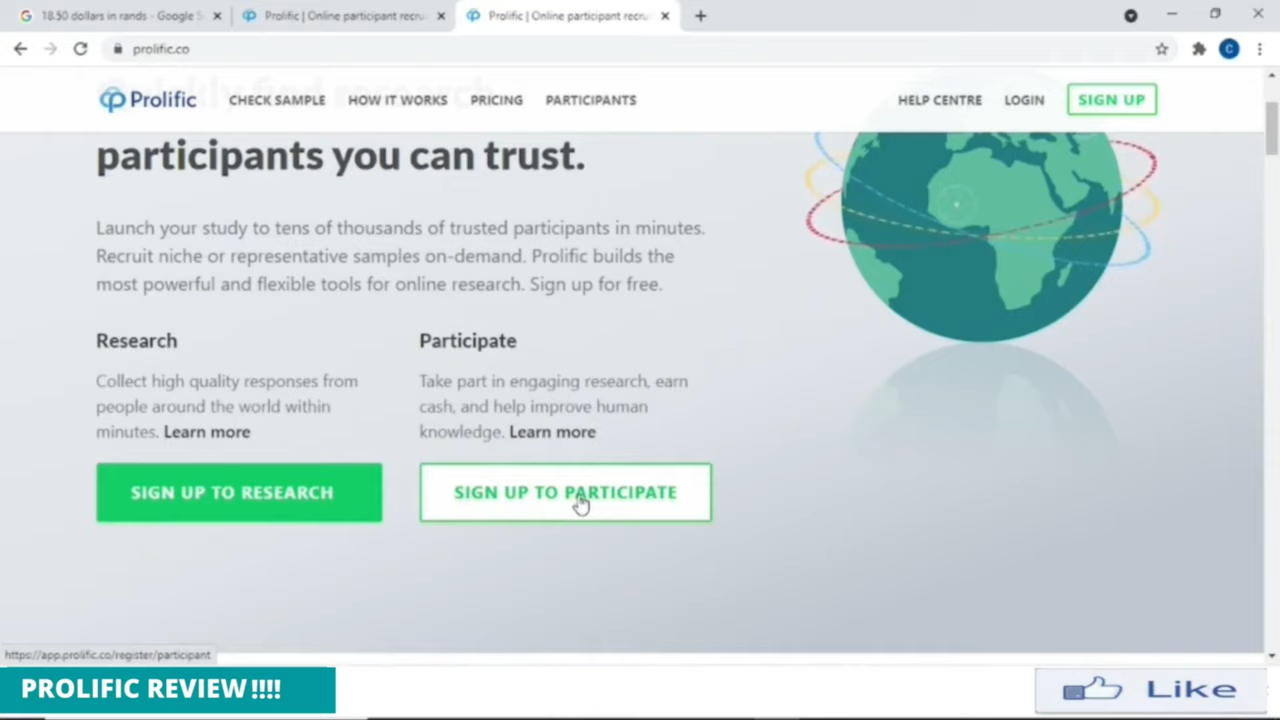 18.50 dollars in rands - Google S
Prolific | Online participant recru
Prolific | Online participant recru
prolific.co
C
Quickly find research
Prolific
CHECK SAMPLE
HOW IT WORKS
PRICING
PARTICIPANTS
HELP CENTRE
LOGIN
SIGN UP
participants you can trust.
Launch your study to tens of thousands of trusted participants in minutes.
Recruit niche or representative samples on-demand. Prolific builds the
most powerful and flexible tools for online research. Sign up for free.
Research
Collect high quality responses from
people around the world within
minutes. Learn more
SIGN UP TO RESEARCH
Participate
Take part in engaging research, earn
cash, and help improve human
knowledge. Learn more
SIGN UP TO PARTICIPATE
https://app.prolific.co/register/participant
PROLIFIC REVIEW!!!!
Like